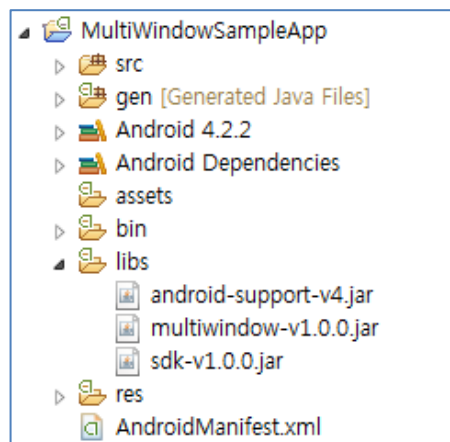 MultiWindowSampleApp
src
gen [Generated Java Files]
Android 4.2.2
Android Dependencies
assets
bin
libs
android-support-v4.jar
multiwindow-v1.0.0.jar
sdk-v1.0.0.jar
res
AndroidManifest.xml